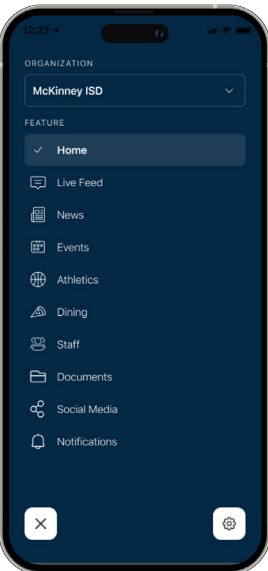 12:22
ORGANIZATION
McKinney ISD
FEATURE
Home
Live Feed
News
Events
Athletics
Dining
Staff
Documents
Social Media
Notifications